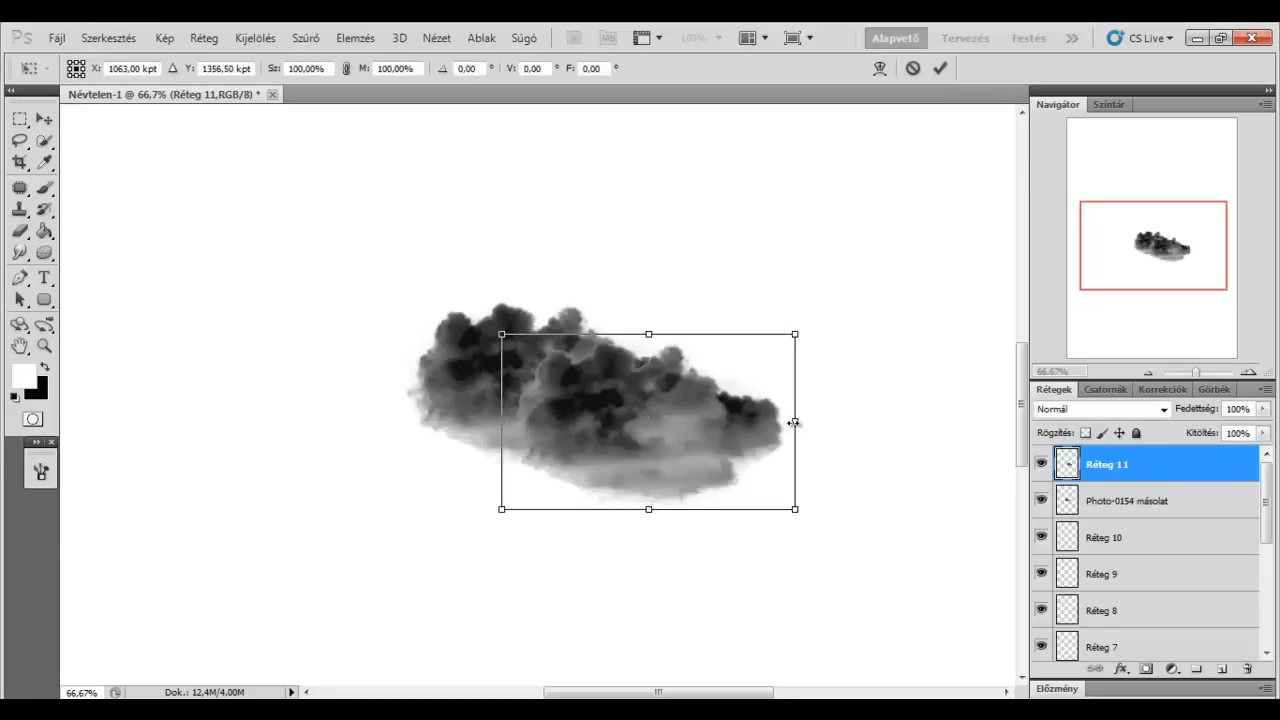 Ps Fájl Szerkesztés Kép Réteg Kijelölés Szűrő Elemzés 3D Nézet Ablak Súgó Mb 100% Alapvető Tervezés Festés CS Live
X: 1063,00 kpt Y: 1356,50 kpt Sz: 100,00% M: 100,00% 0,00 ° V: 0,00 ° F: 0,00 °
Névtelen-1 @ 66,7% (Réteg 11,RGB/8) *
Navigátor Színtár
66.67%
Rétegek Csatornák Korrekciók Görbék
Normál Fedettség: 100%
Rögzítés: Kitöltés: 100%
Réteg 11
Photo-0154 másolat
Réteg 10
Réteg 9
Réteg 8
Réteg 7
fx
Előzmény
66,67% Dok.: 12,4M/4,00M